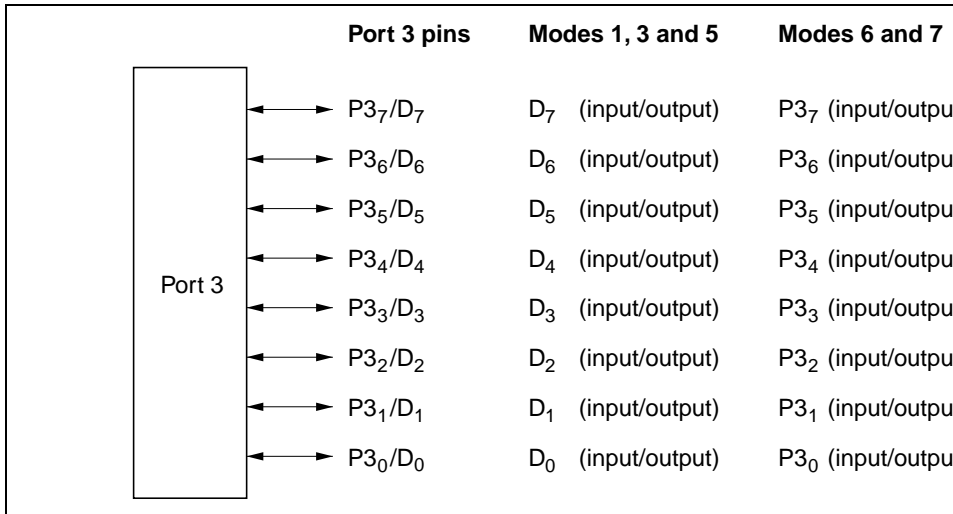 Port 3 pins Modes 1, 3 and 5 Modes 6 and 7
P3₇/D₇ D₇ (input/output) P3₇ (input/outpu
P3₆/D₆ D₆ (input/output) P3₆ (input/outpu
P3₅/D₅ D₅ (input/output) P3₅ (input/outpu
P3₄/D₄ D₄ (input/output) P3₄ (input/outpu
Port 3
P3₃/D₃ D₃ (input/output) P3₃ (input/outpu
P3₂/D₂ D₂ (input/output) P3₂ (input/outpu
P3₁/D₁ D₁ (input/output) P3₁ (input/outpu
P3₀/D₀ D₀ (input/output) P3₀ (input/outpu